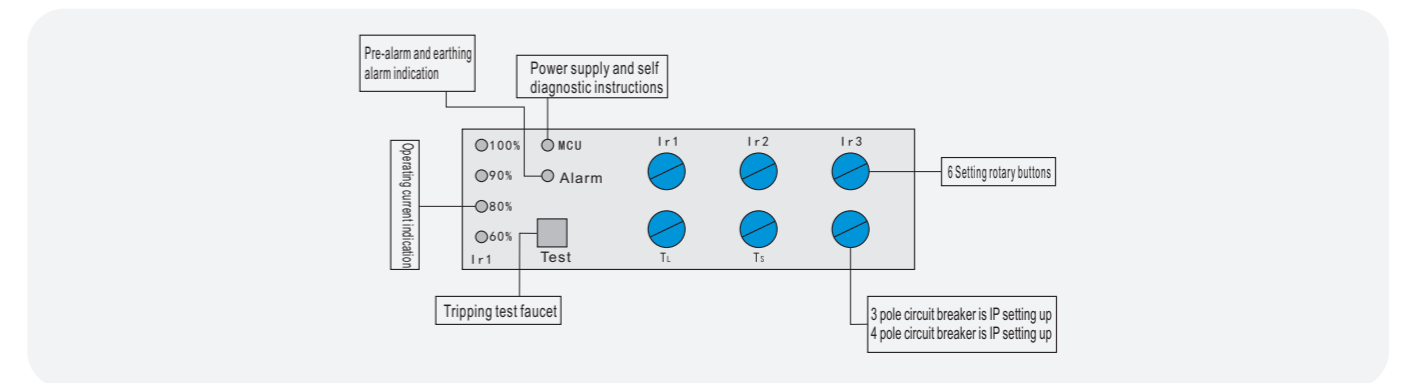 Pre-alarm and earthing
alarm indication
Power supply and self
diagnostic instructions
Operating current indication
100%
MCU
Ir1
Ir2
Ir3
90%
Alarm
6 Setting rotary buttons
80%
60%
Ir1
Test
TL
Ts
Tripping test faucet
3 pole circuit breaker is IP setting up
4 pole circuit breaker is IP setting up